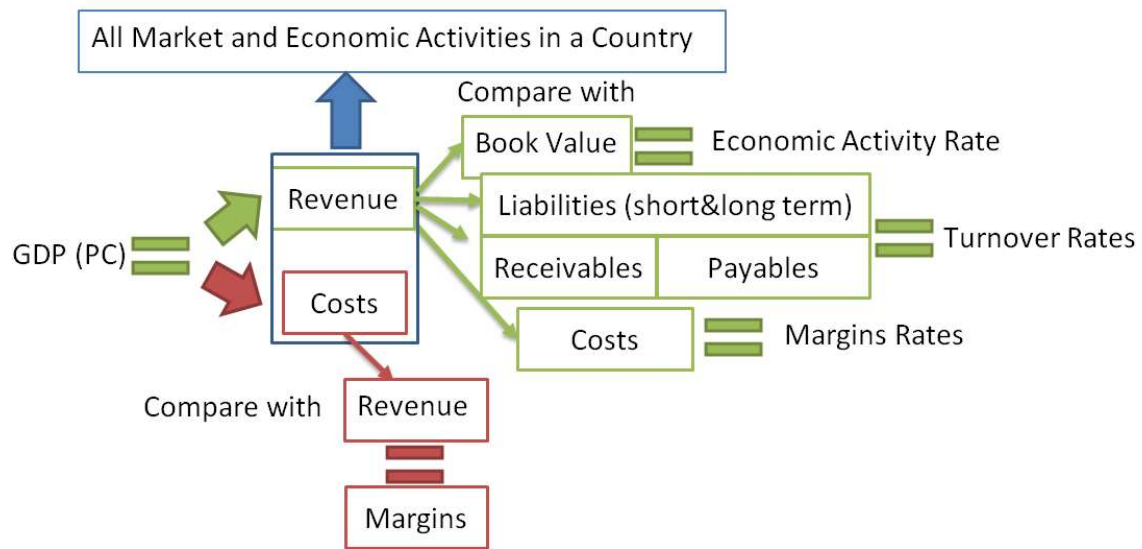 All Market and Economic Activities in a Country
Compare with
Book Value
Economic Activity Rate
Revenue
Liabilities (short&long term)
Turnover Rates
GDP (PC)
Receivables
Payables
Costs
Costs
Margins Rates
Compare with
Revenue
Margins